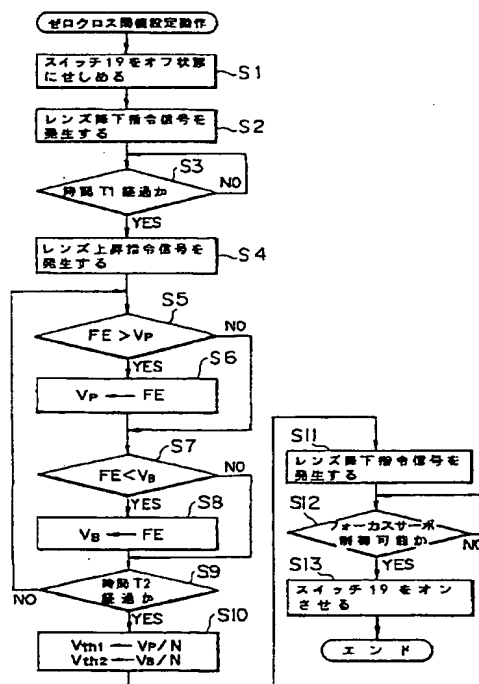 ゼロクロス閾値設定動作
スイッチ19をオフ状態
にせしめる
S1
レンズ降下指令信号を
発生する
S2
S3
時間T1経過か
NO
YES
レンズ上昇指令信号を
発生する
S4
S5
FE>VP
NO
YES
S6
VP ← FE
S7
FE<VB
NO
YES
S8
VB ← FE
時間T2
経過か
S9
NO
YES
S10
Vth1 ← VP/N
Vth2 ← VB/N
S11
レンズ降下指令信号を
発生する
S12
フォーカスサーボ
制御可能か
NO
S13
YES
スイッチ19をオン
させる
エンド